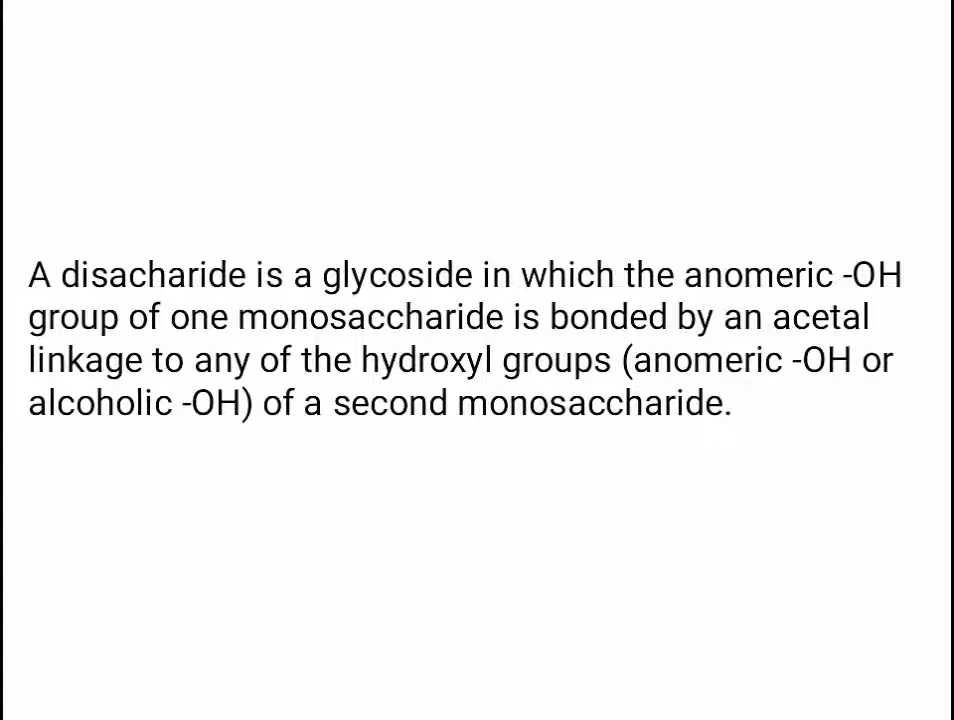 A disacharide is a glycoside in which the anomeric -OH
group of one monosaccharide is bonded by an acetal
linkage to any of the hydroxyl groups (anomeric -OH or
alcoholic -OH) of a second monosaccharide.